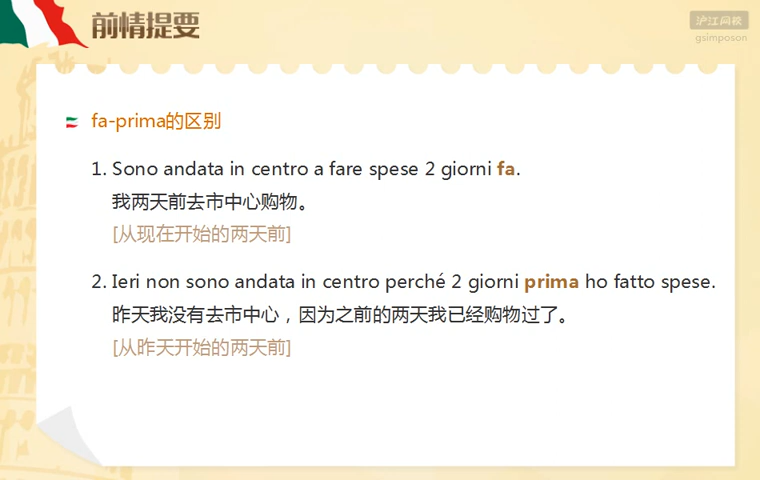 前情提要
沪江网校
gsimposon
fa-prima的区别
1. Sono andata in centro a fare spese 2 giorni fa.
我两天前去市中心购物。
[从现在开始的两天前]
2. Ieri non sono andata in centro perché 2 giorni prima ho fatto spese.
昨天我没有去市中心，因为之前的两天我已经购物过了。
[从昨天开始的两天前]